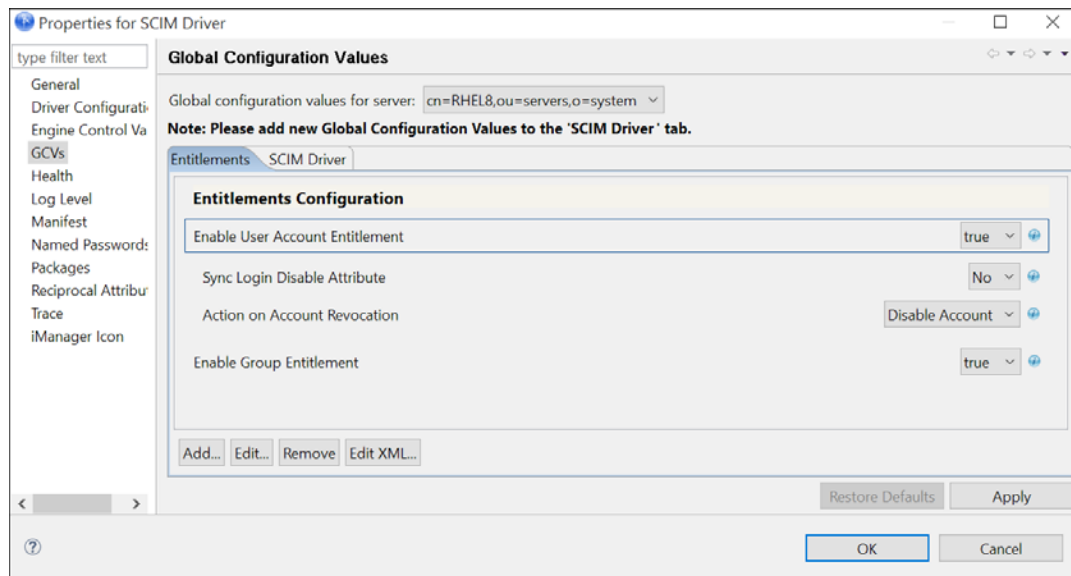 Properties for SCIM Driver
type filter text
General
Driver Configurati
Engine Control Va
GCVs
Health
Log Level
Manifest
Named Passwords
Packages
Reciprocal Attribut
Trace
iManager Icon
Global Configuration Values
Global configuration values for server: cn=RHEL8,ou=servers,o=system
Note: Please add new Global Configuration Values to the 'SCIM Driver' tab.
Entitlements SCIM Driver
Entitlements Configuration
Enable User Account Entitlement true
Sync Login Disable Attribute No
Action on Account Revocation Disable Account
Enable Group Entitlement true
Add... Edit... Remove Edit XML...
Restore Defaults Apply
OK Cancel